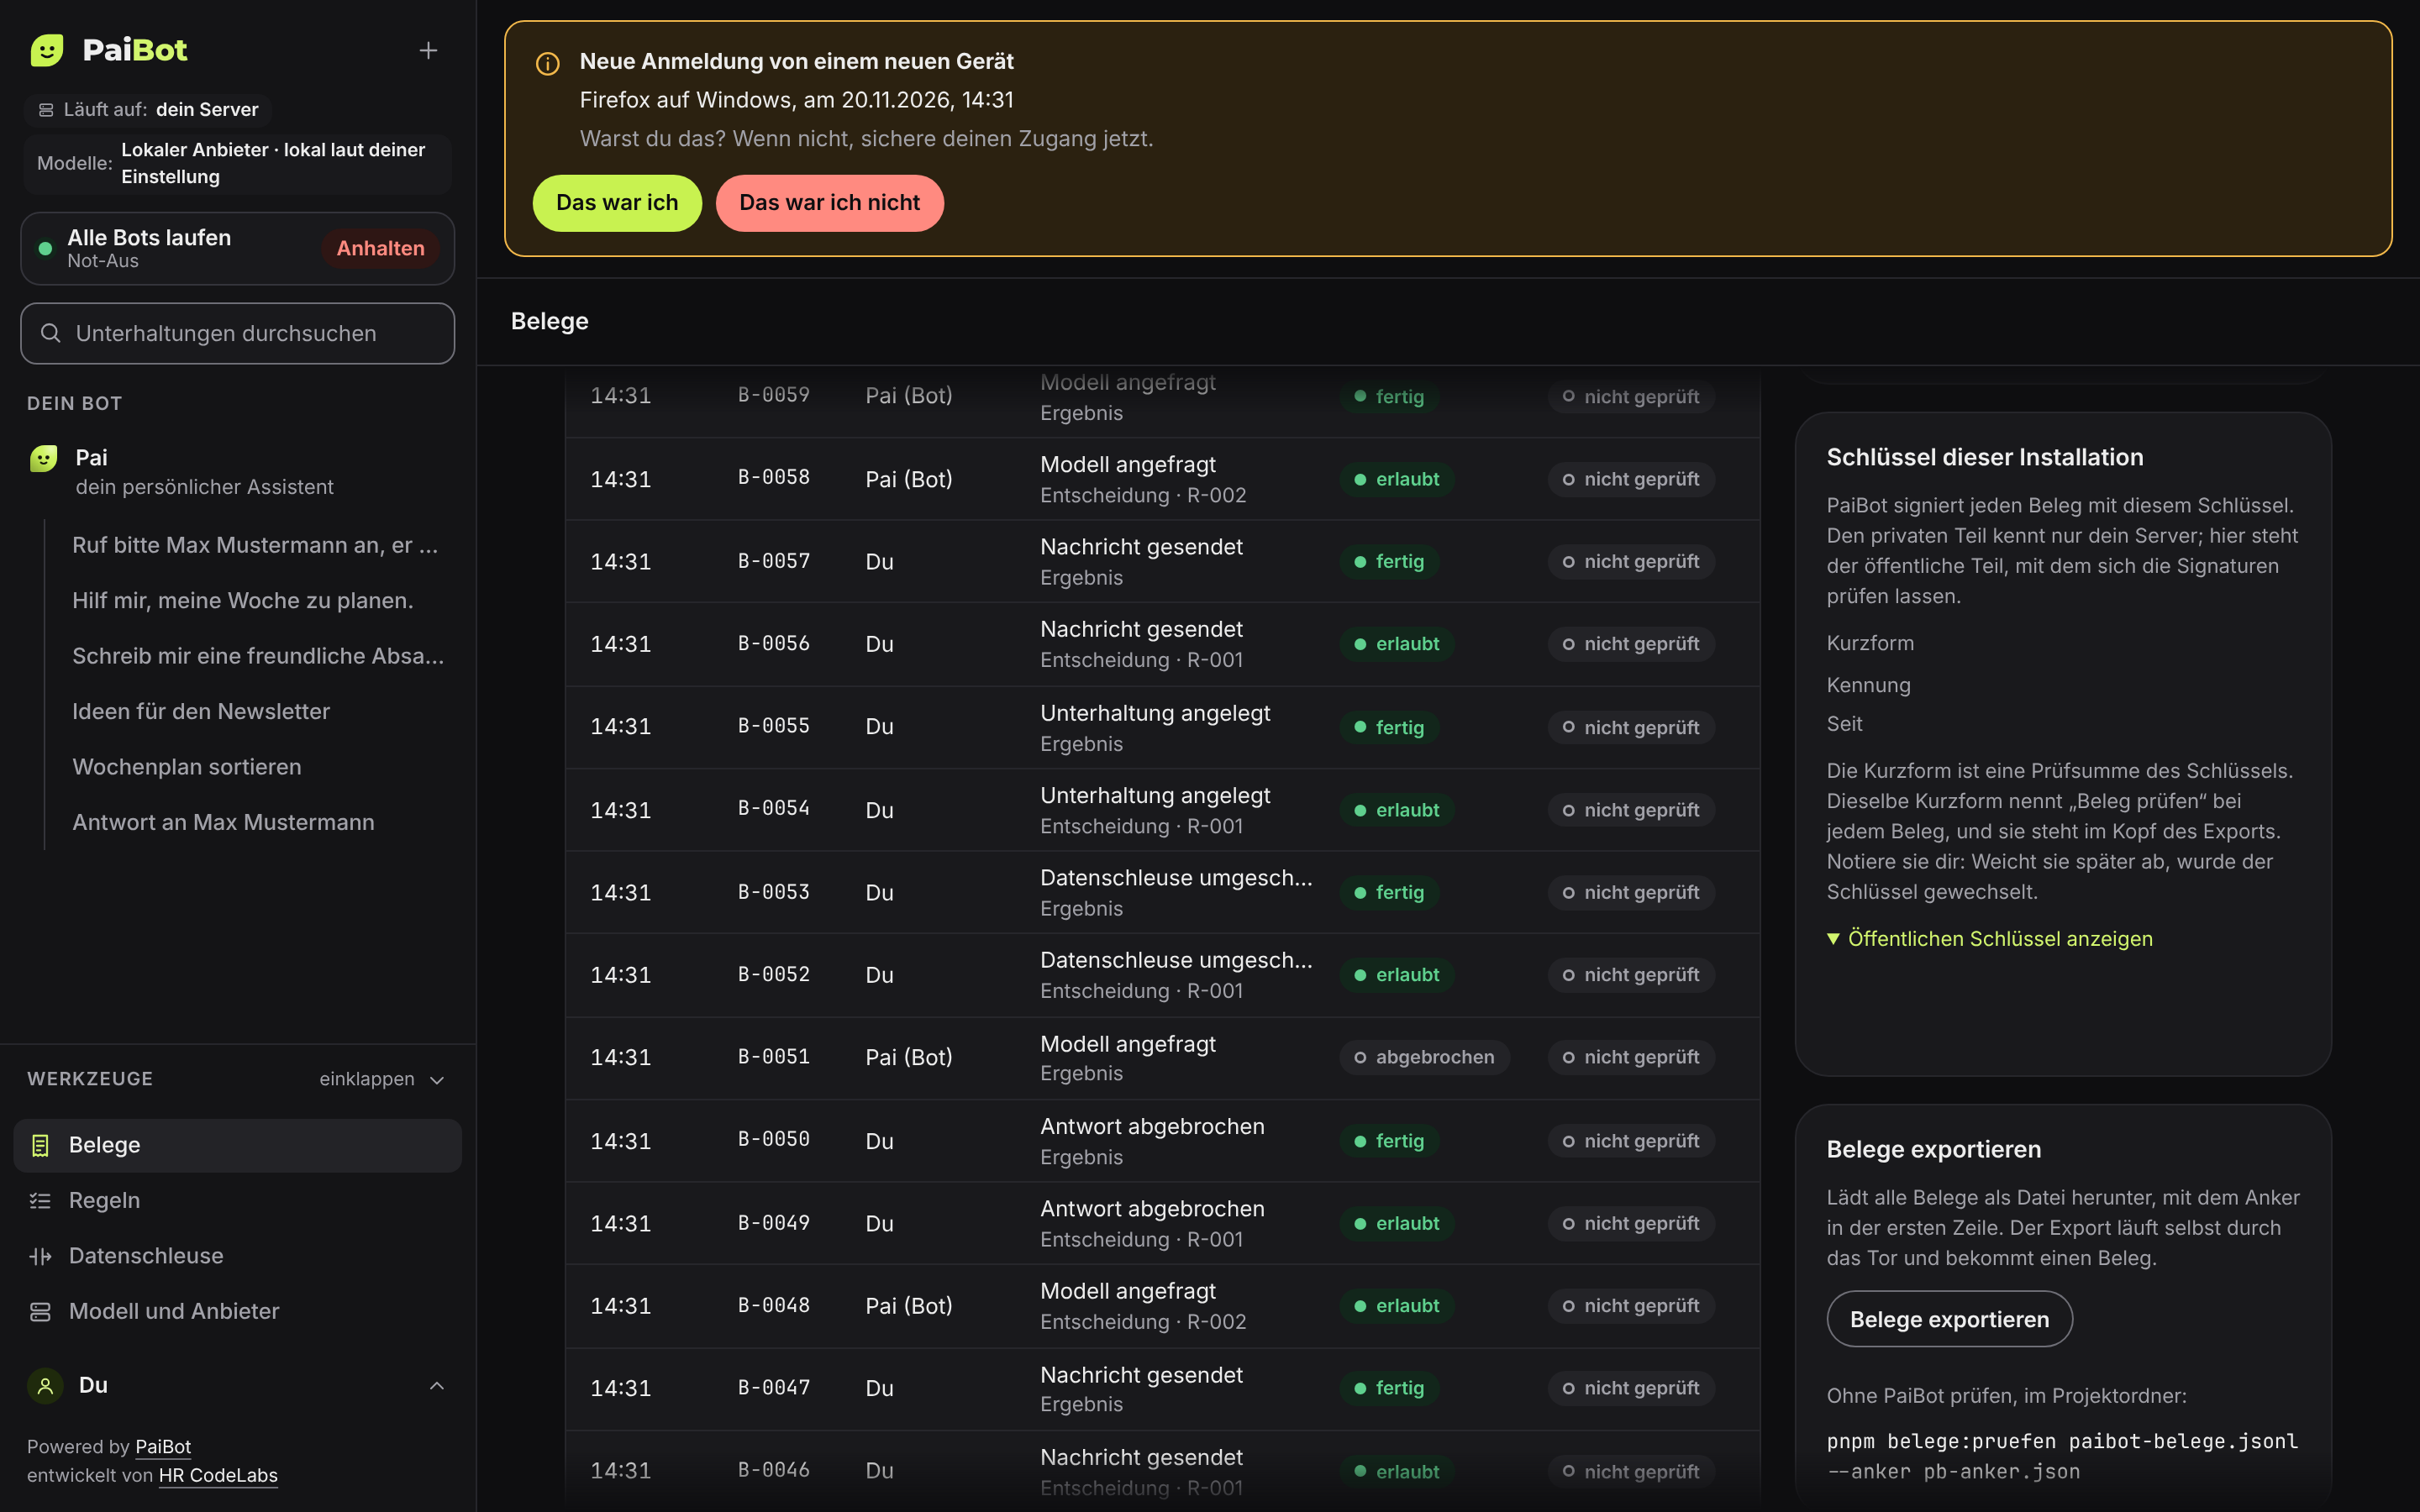 PaiBot
Läuft auf: dein Server
Modelle: Lokaler Anbieter · lokal laut deiner
Einstellung
Alle Bots laufen
Not-Aus
Anhalten
Unterhaltungen durchsuchen
DEIN BOT
Pai
dein persönlicher Assistent
Ruf bitte Max Mustermann an, er ...
Hilf mir, meine Woche zu planen.
Schreib mir eine freundliche Absa...
Ideen für den Newsletter
Wochenplan sortieren
Antwort an Max Mustermann
WERKZEUGE einklappen
Belege
Regeln
Datenschleuse
Modell und Anbieter
Du
Powered by PaiBot
entwickelt von HR CodeLabs
Neue Anmeldung von einem neuen Gerät
Firefox auf Windows, am 20.11.2026, 14:31
Warst du das? Wenn nicht, sichere deinen Zugang jetzt.
Das war ich Das war ich nicht
Belege
14:31 B-0059 Pai (Bot) Modell angefragt fertig nicht geprüft
Ergebnis
14:31 B-0058 Pai (Bot) Modell angefragt erlaubt nicht geprüft
Entscheidung · R-002
14:31 B-0057 Du Nachricht gesendet fertig nicht geprüft
Ergebnis
14:31 B-0056 Du Nachricht gesendet erlaubt nicht geprüft
Entscheidung · R-001
14:31 B-0055 Du Unterhaltung angelegt fertig nicht geprüft
Ergebnis
14:31 B-0054 Du Unterhaltung angelegt erlaubt nicht geprüft
Entscheidung · R-001
14:31 B-0053 Du Datenschleuse umgesch... fertig nicht geprüft
Ergebnis
14:31 B-0052 Du Datenschleuse umgesch... erlaubt nicht geprüft
Entscheidung · R-001
14:31 B-0051 Pai (Bot) Modell angefragt abgebrochen nicht geprüft
Ergebnis
14:31 B-0050 Du Antwort abgebrochen fertig nicht geprüft
Ergebnis
14:31 B-0049 Du Antwort abgebrochen erlaubt nicht geprüft
Entscheidung · R-001
14:31 B-0048 Pai (Bot) Modell angefragt erlaubt nicht geprüft
Entscheidung · R-002
14:31 B-0047 Du Nachricht gesendet fertig nicht geprüft
Ergebnis
14:31 B-0046 Du Nachricht gesendet erlaubt nicht geprüft
Entscheidung · R-001
Schlüssel dieser Installation
PaiBot signiert jeden Beleg mit diesem Schlüssel.
Den privaten Teil kennt nur dein Server; hier steht
der öffentliche Teil, mit dem sich die Signaturen
prüfen lassen.
Kurzform
Kennung
Seit
Die Kurzform ist eine Prüfsumme des Schlüssels.
Dieselbe Kurzform nennt „Beleg prüfen“ bei
jedem Beleg, und sie steht im Kopf des Exports.
Notiere sie dir: Weicht sie später ab, wurde der
Schlüssel gewechselt.
▼ Öffentlichen Schlüssel anzeigen
Belege exportieren
Lädt alle Belege als Datei herunter, mit dem Anker
in der ersten Zeile. Der Export läuft selbst durch
das Tor und bekommt einen Beleg.
Belege exportieren
Ohne PaiBot prüfen, im Projektordner:
pnpm belege:pruefen paibot-belege.jsonl
--anker pb-anker.json